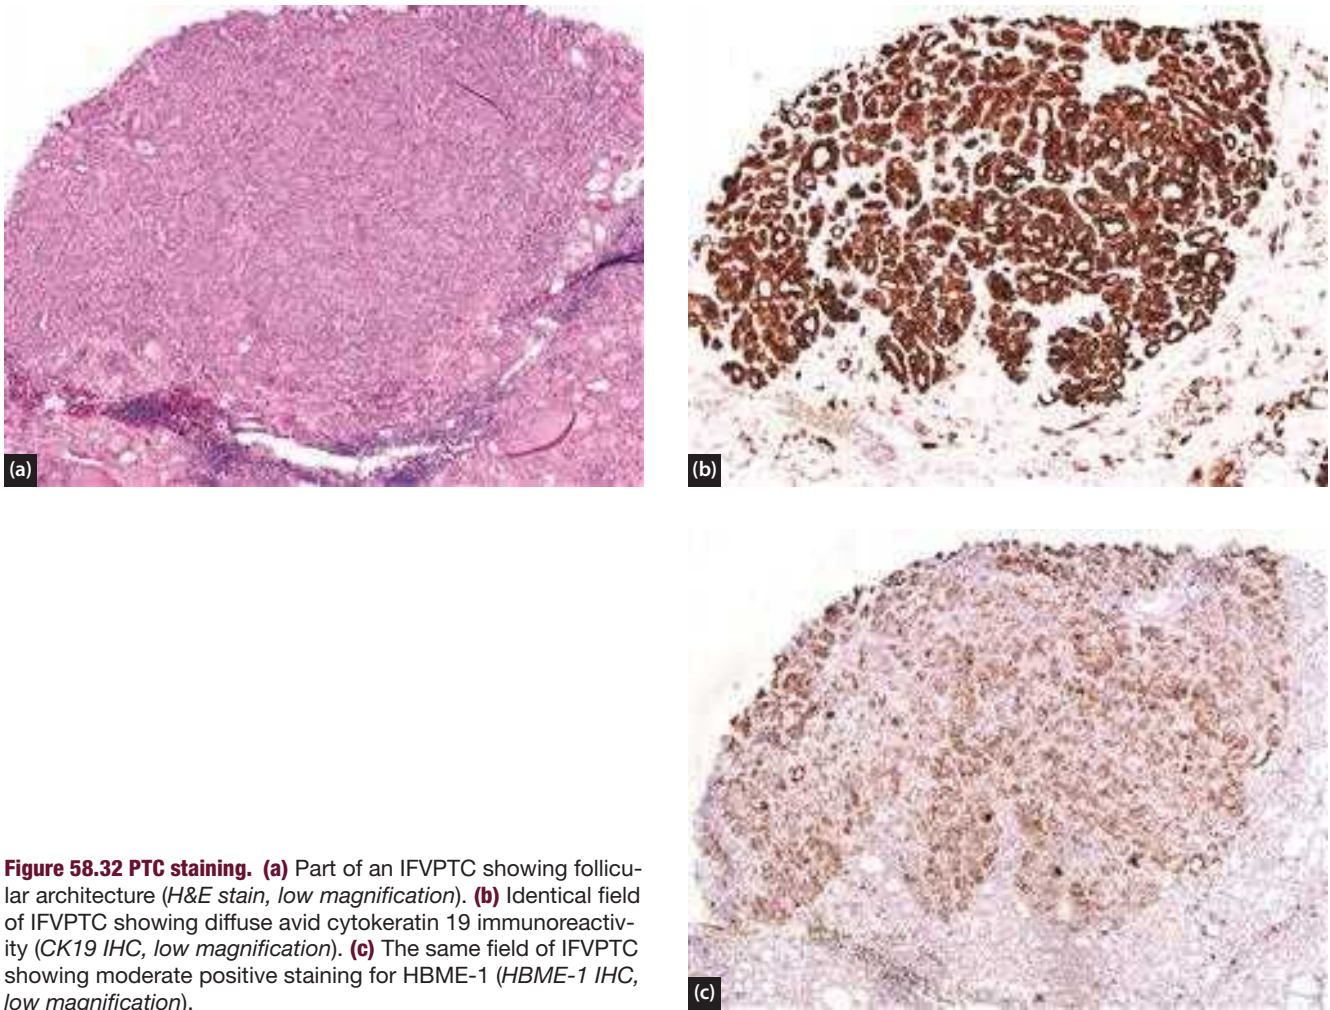 (a)
(b)
(c)
Figure 58.32 PTC staining. (a) Part of an IFVPTC showing follicu-
lar architecture (H&E stain, low magnification). (b) Identical field
of IFVPTC showing diffuse avid cytokeratin 19 immunoreactiv-
ity (CK19 IHC, low magnification). (c) The same field of IFVPTC
showing moderate positive staining for HBME-1 (HBME-1 IHC,
low magnification).